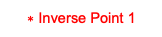 * Inverse Point 1